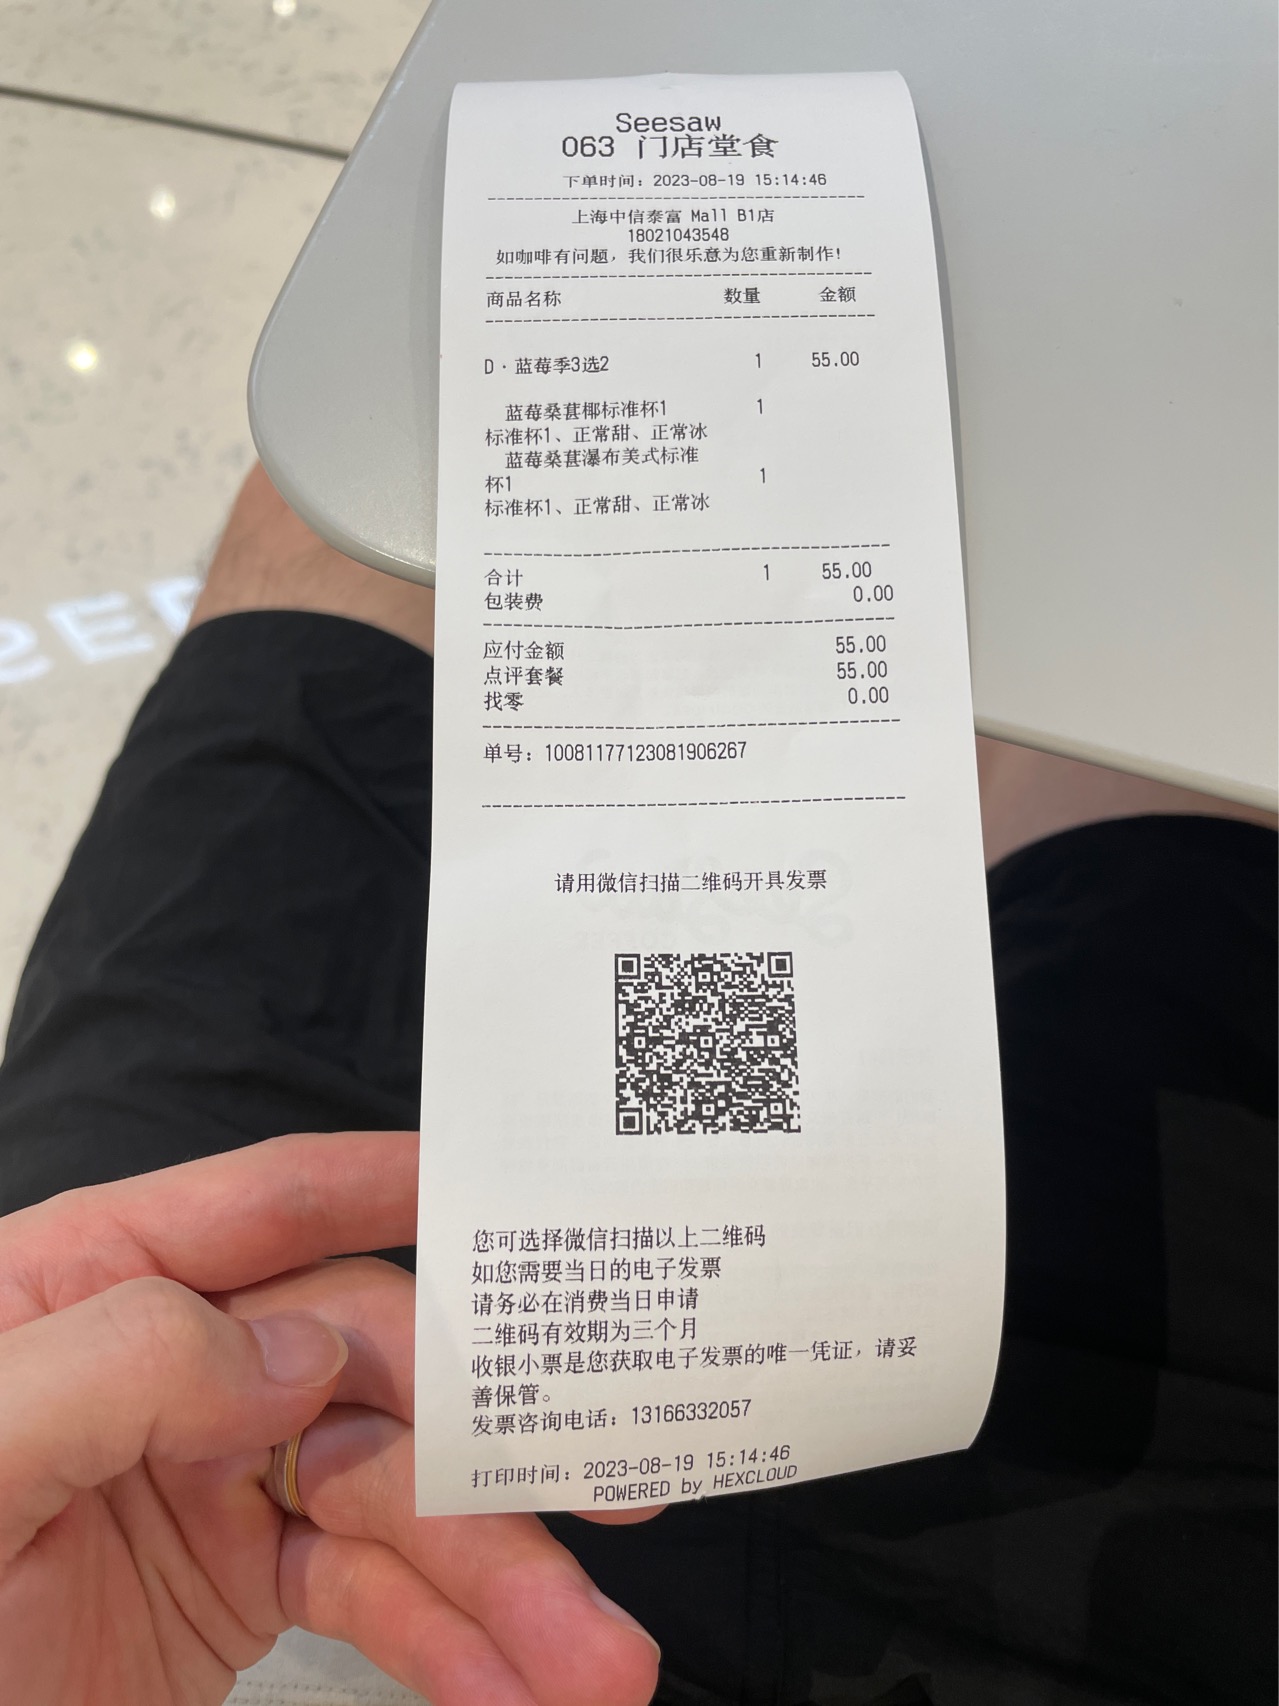 Seesaw
063 门店堂食
下单时间：2023-08-19 15:14:46
上海中信泰富 Mall B1店
18021043548
如咖啡有问题，我们很乐意为您重新制作！
商品名称 数量 金额
D·蓝莓季3选2 1 55.00
蓝莓桑葚椰标准杯1 1
标准杯1、正常甜、正常冰
蓝莓桑葚瀑布美式标准
杯1 1
标准杯1、正常甜、正常冰
合计 1 55.00
包装费 0.00
应付金额 55.00
点评套餐 55.00
找零 0.00
单号：10081177123081906267
请用微信扫描二维码开具发票
您可选择微信扫描以上二维码
如您需要当日的电子发票
请务必在消费当日申请
二维码有效期为三个月
收银小票是您获取电子发票的唯一凭证，请妥
善保管。
发票咨询电话：13166332057
打印时间：2023-08-19 15:14:46
POWERED by HEXCLOUD